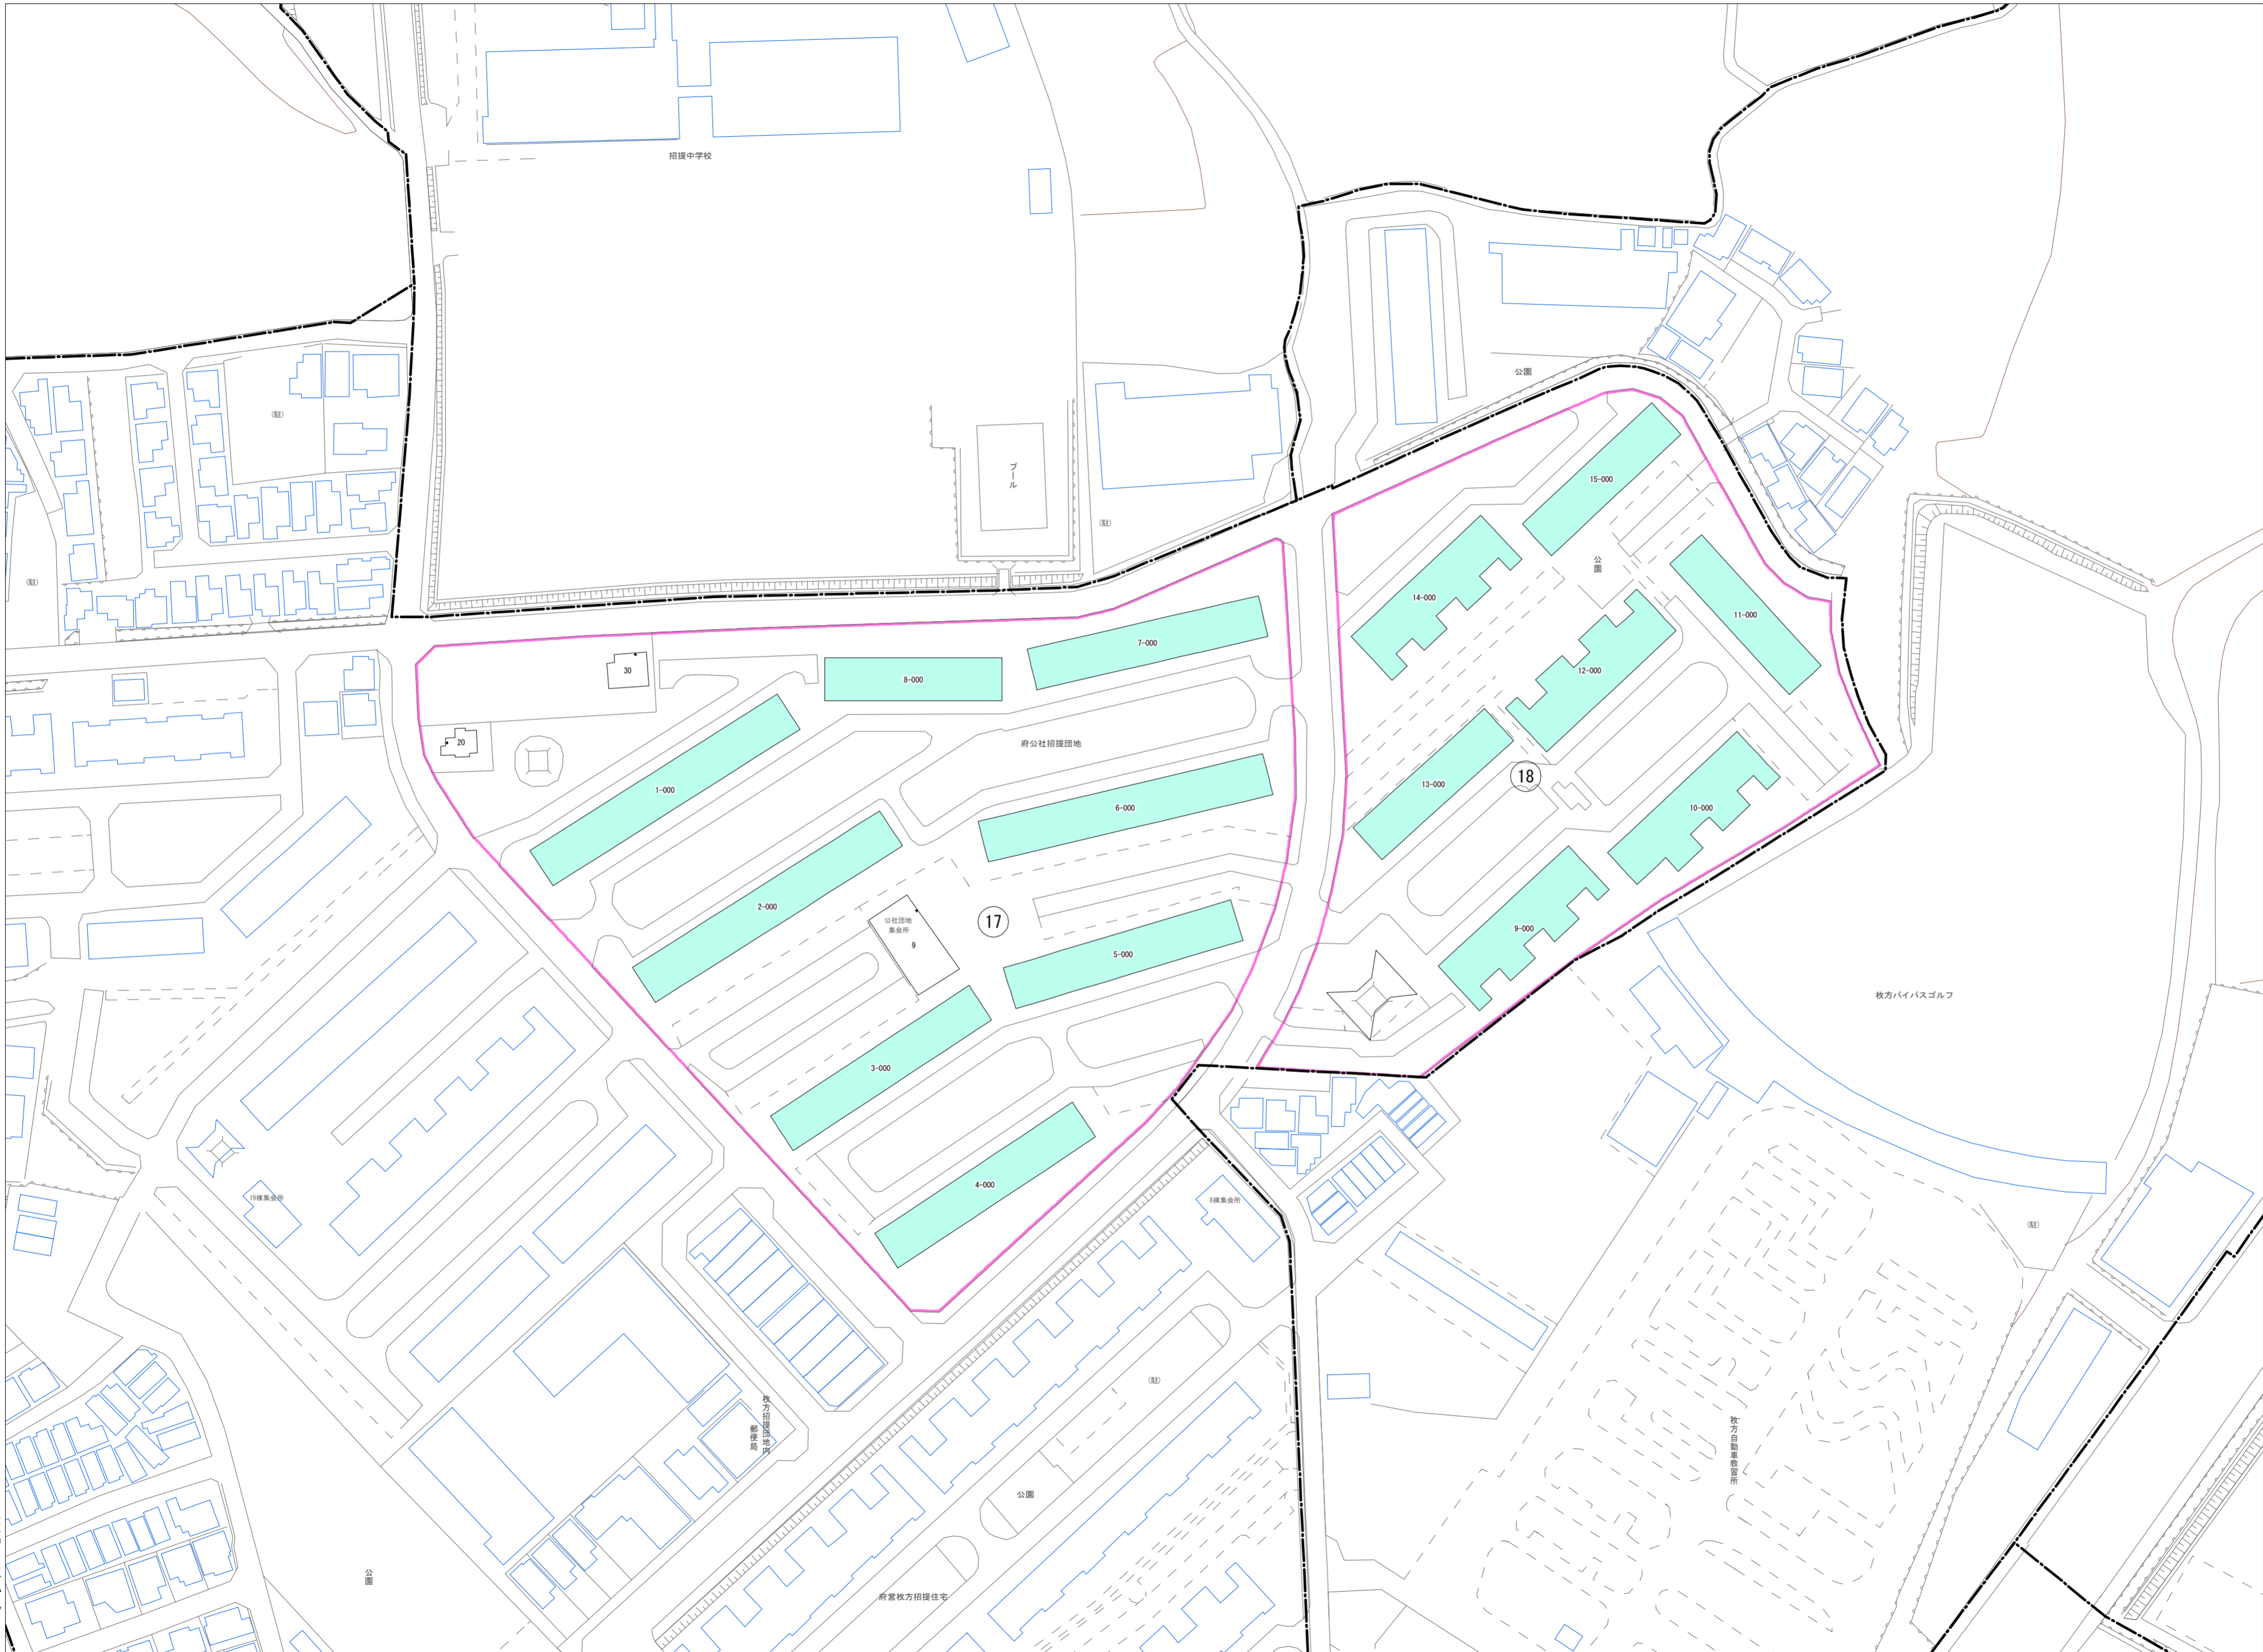 招提中学校
公園
(駐)
プール
15-000
(駐)
公園
(駐)
14-000
11-000
7-000
30
12-000
8-000
20
府公社招提団地
18
13-000
1-000
6-000
10-000
2-000
公社団地
集会所
9
17
9-000
5-000
枚方バイパスゴルフ
3-000
4-000
19棟集会所
8棟集会所
(駐)
(駐)
枚方招提団地内
郵便局
枚方自動車教習所
公園
公園
府営枚方招提住宅